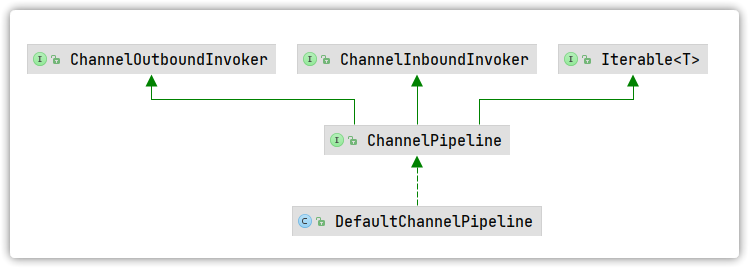 I ChannelOutboundInvoker
I ChannelInboundInvoker
I Iterable<T>
I ChannelPipeline
C DefaultChannelPipeline